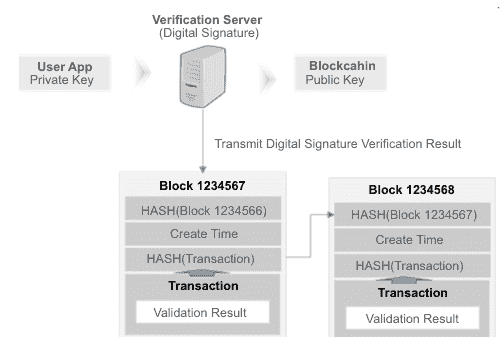 Verification Server
(Digital Signature)
User App
Private Key
Blockcahin
Public Key
Transmit Digital Signature Verification Result
Block 1234567
HASH(Block 1234566)
Create Time
HASH(Transaction)
Transaction
Validation Result
Block 1234568
HASH(Block 1234567)
Create Time
HASH(Transaction)
Transaction
Validation Result